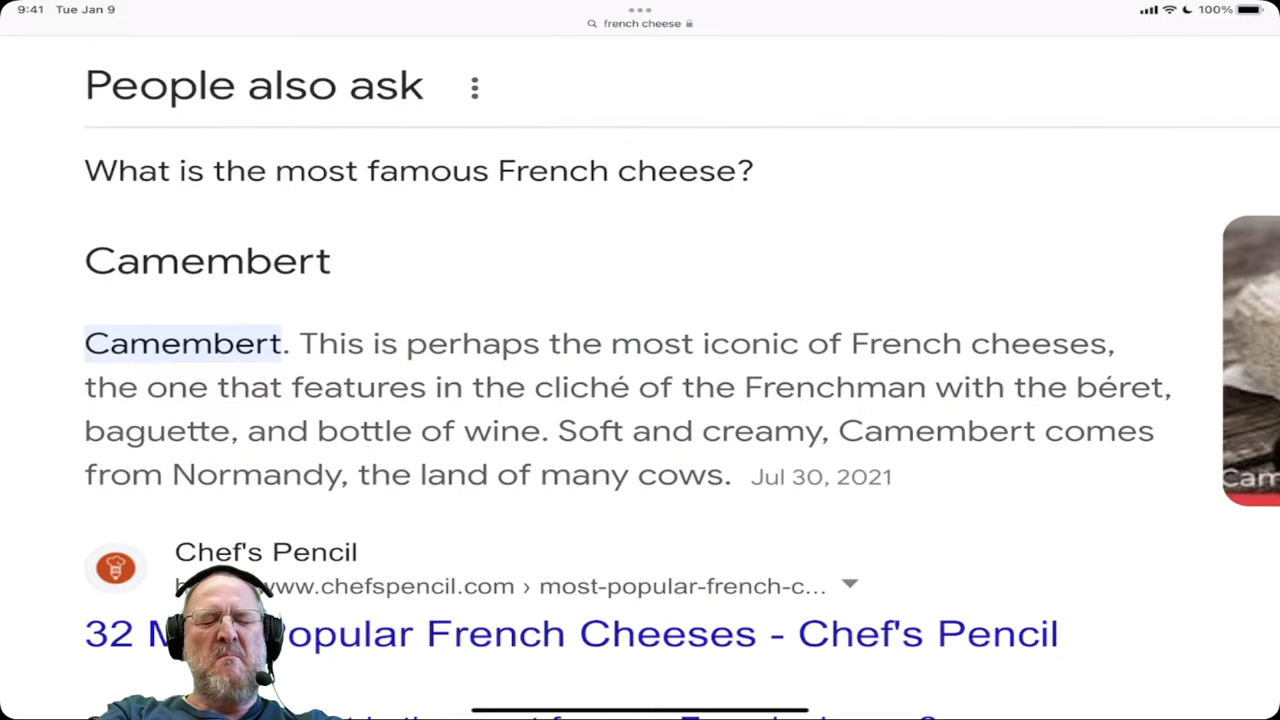 9:41 Tue Jan 9
100%
french cheese
People also ask
What is the most famous French cheese?
Camembert
Camembert. This is perhaps the most iconic of French cheeses,
the one that features in the cliché of the Frenchman with the béret,
baguette, and bottle of wine. Soft and creamy, Camembert comes
from Normandy, the land of many cows. Jul 30, 2021
Cam
Chef's Pencil
www.chefspencil.com › most-popular-french-c...
32 M opular French Cheeses - Chef's Pencil